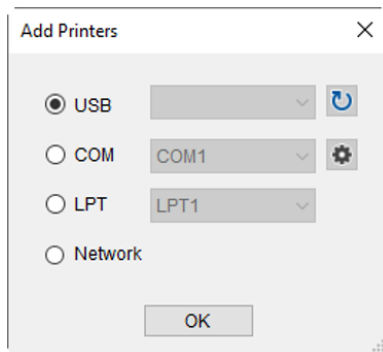 Add Printers
USB
COM COM1
LPT LPT1
Network
OK